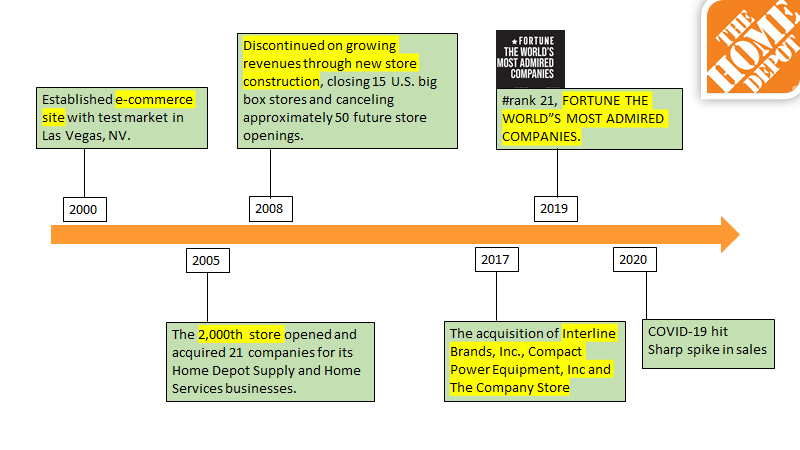 THE
HOME
DEPOT
Discontinued on growing
revenues through new store
construction, closing 15 U.S. big
box stores and canceling
approximately 50 future store
openings.
★FORTUNE
THE WORLD'S
MOST ADMIRED
COMPANIES
Established e-commerce
site with test market in
Las Vegas, NV.
#rank 21, FORTUNE THE
WORLD"S MOST ADMIRED
COMPANIES.
2000
2008
2019
2005
2017
2020
The 2,000th store opened and
acquired 21 companies for its
Home Depot Supply and Home
Services businesses.
The acquisition of Interline
Brands, Inc., Compact
Power Equipment, Inc and
The Company Store
COVID-19 hit
Sharp spike in sales